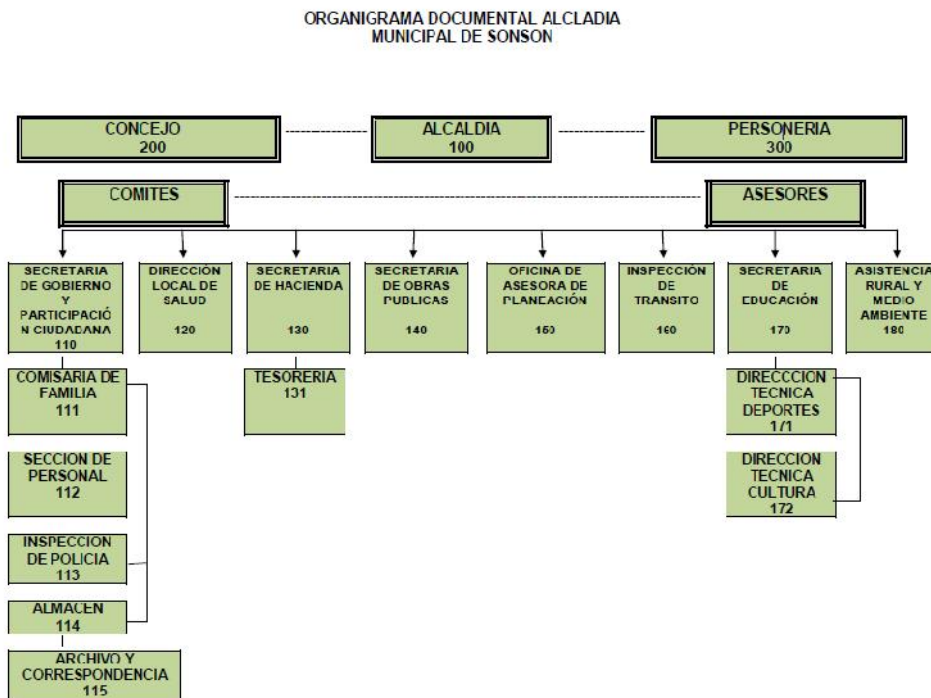 ORGANIGRAMA DOCUMENTAL ALCLADIA
MUNICIPAL DE SONSON
CONCEJO
200
ALCALDIA
100
PERSONERIA
300
COMITES
ASESORES
SECRETARIA
DE GOBIERNO
Y
PARTICIPACIÓ
N CIUDADANA
110
DIRECCIÓN
LOCAL DE
SALUD
120
SECRETARIA
DE HACIENDA
130
SECRETARIA
DE OBRAS
PUBLICAS
140
OFICINA DE
ASESORA DE
PLANEACIÓN
150
INSPECCIÓN
DE
TRANSITO
160
SECRETARIA
DE
EDUCACIÓN
170
ASISTENCIA
RURAL Y
MEDIO
AMBIENTE
180
COMISARIA DE
FAMILIA
111
SECCION DE
PERSONAL
112
INSPECCION
DE POLICIA
113
ALMACEN
114
ARCHIVO Y
CORRESPONDENCIA
115
TESORERIA
131
DIRECCCION
TECNICA
DEPORTES
171
DIRECCION
TECNICA
CULTURA
172